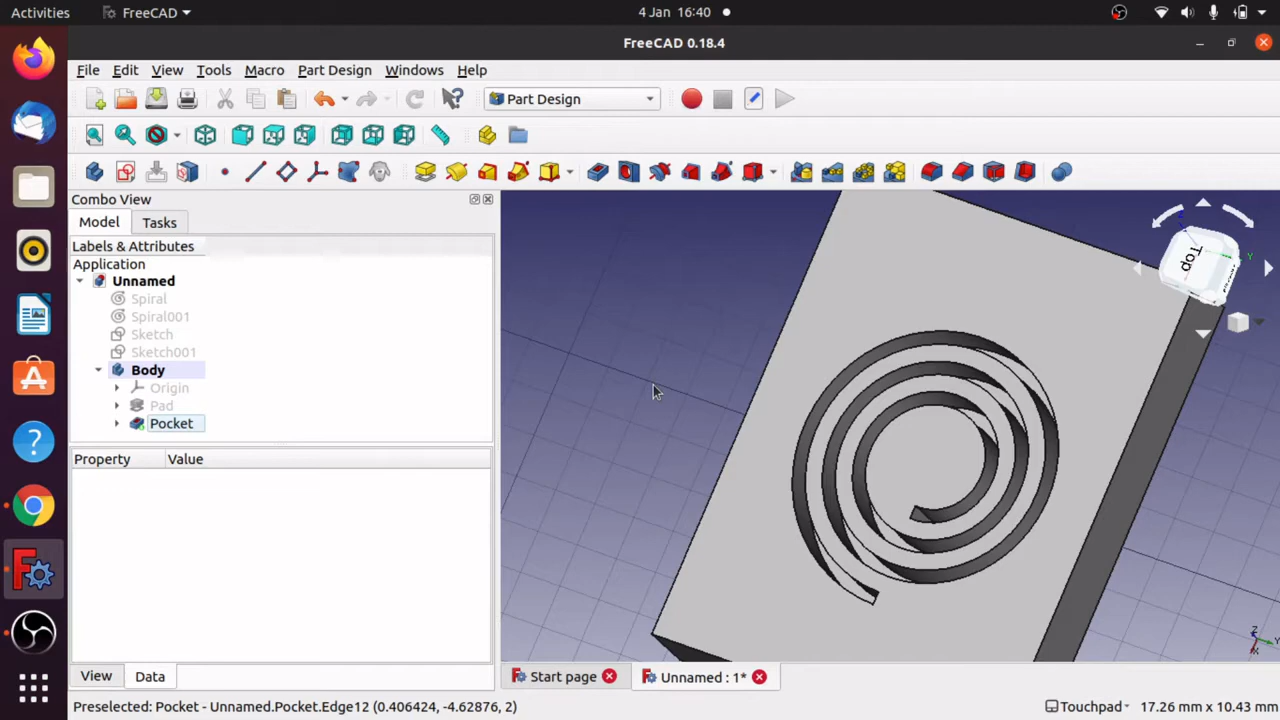 Activities FreeCAD 4 Jan 16:40
FreeCAD 0.18.4
File Edit View Tools Macro Part Design Windows Help
Part Design
Combo View
Model Tasks
Labels & Attributes
Application
Unnamed
Spiral
Spiral001
Sketch
Sketch001
Body
Origin
Pad
Pocket
Property Value
View Data
Top
Z
Y
Z
X
Y
Start page Unnamed : 1*
Preselected: Pocket - Unnamed.Pocket.Edge12 (0.406424, -4.62876, 2) Touchpad 17.26 mm x 10.43 mm